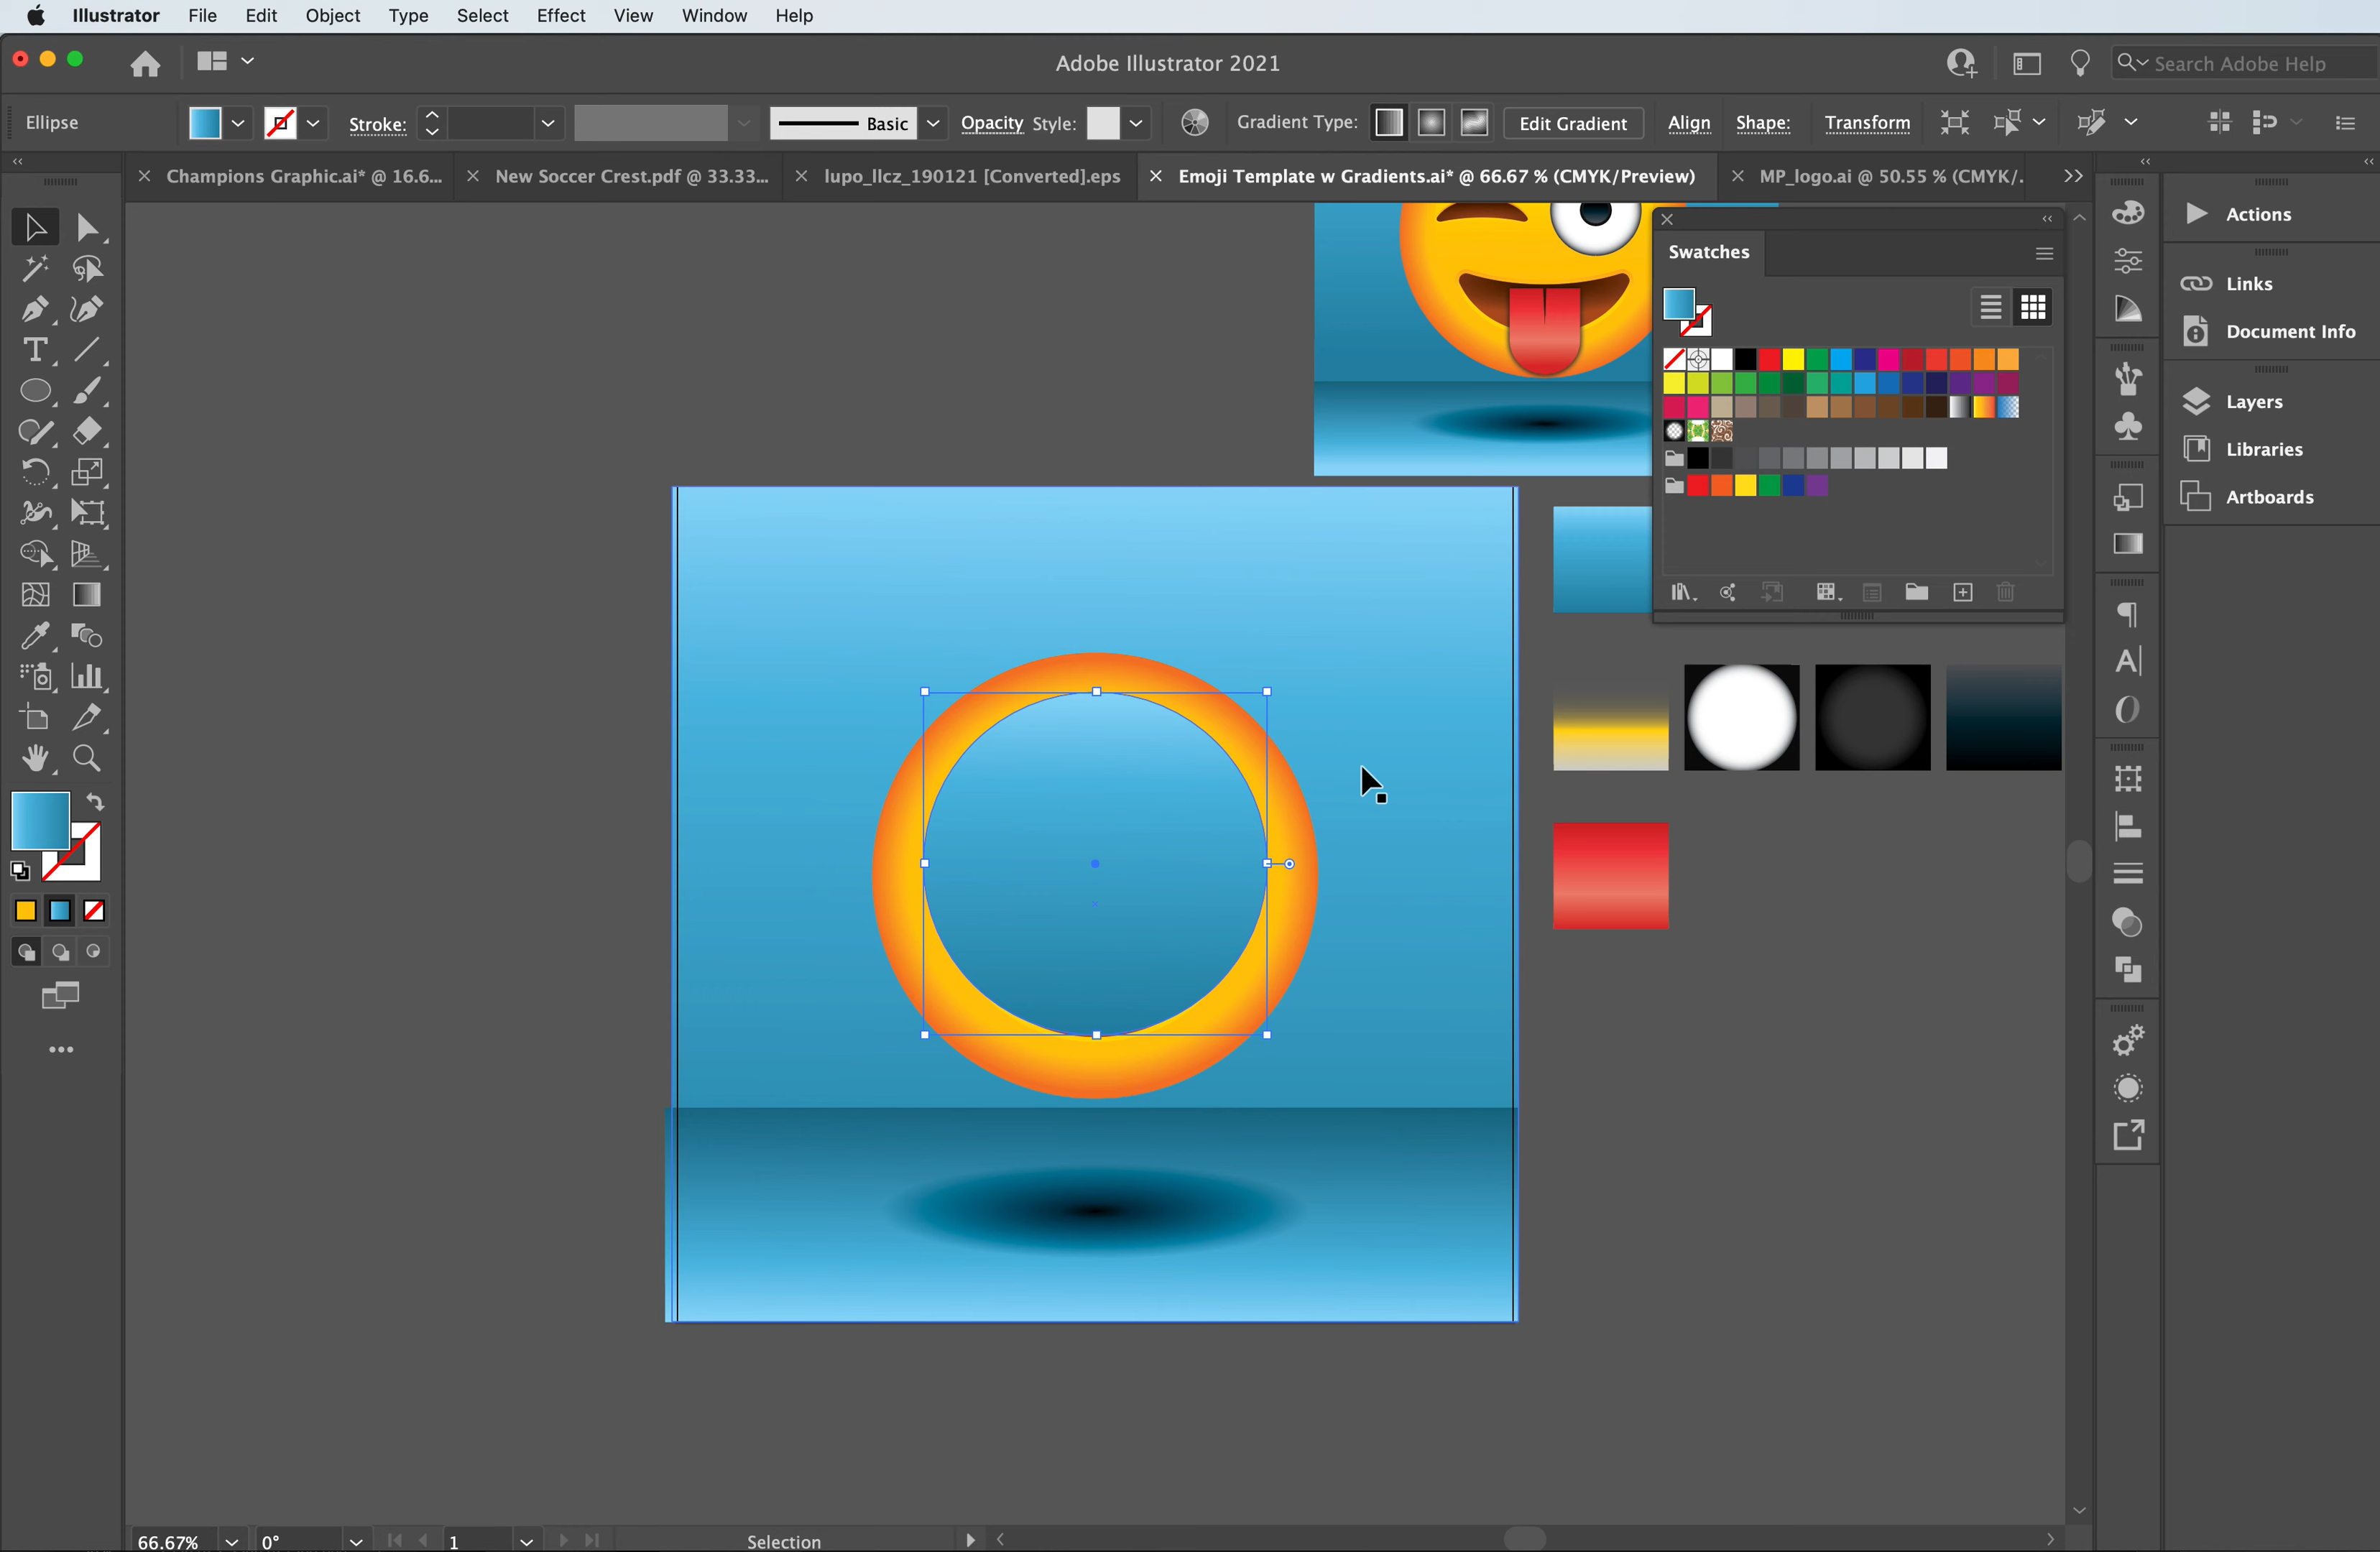 Illustrator File Edit Object Type Select Effect View Window Help
Adobe Illustrator 2021
Search Adobe Help
Ellipse Stroke: Basic Opacity Style: Gradient Type: Edit Gradient Align Shape: Transform
Champions Graphic.ai* @ 16.6... New Soccer Crest.pdf @ 33.33... lupo_llcz_190121 [Converted].eps Emoji Template w Gradients.ai* @ 66.67 % (CMYK/Preview) MP_logo.ai @ 50.55 % (CMYK/.
Swatches
Actions
Links
Document Info
Layers
Libraries
Artboards
66.67% 0° 1 Selection